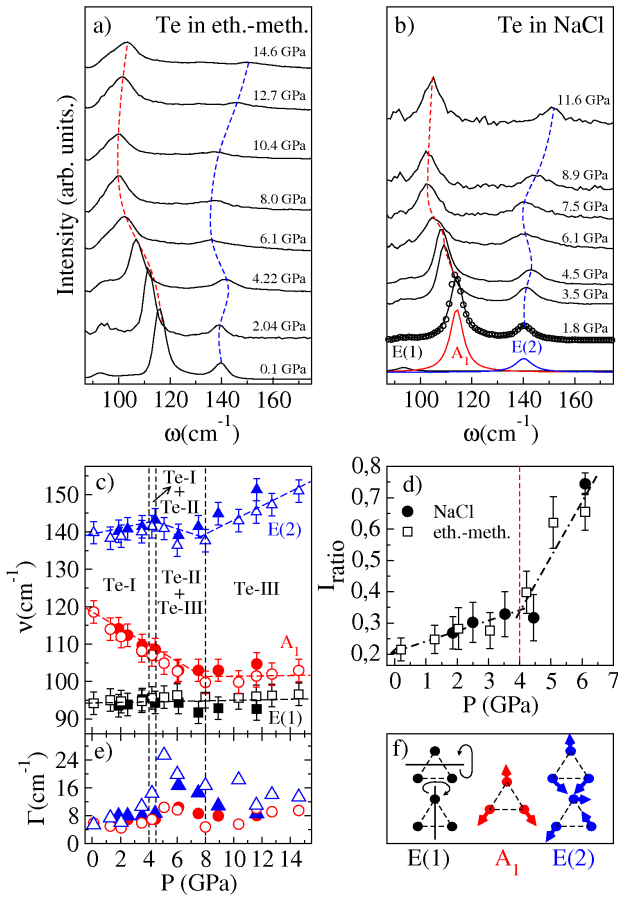 a) Te in eth.-meth.
14.6 GPa
12.7 GPa
10.4 GPa
8.0 GPa
6.1 GPa
4.22 GPa
2.04 GPa
0.1 GPa
Intensity (arb. units.)
100 120 140 160
ω(cm⁻¹)
b) Te in NaCl
11.6 GPa
8.9 GPa
7.5 GPa
6.1 GPa
4.5 GPa
3.5 GPa
1.8 GPa
E(1)
A₁
E(2)
100 120 140 160
ω(cm⁻¹)
c)
Te-I
+
Te-II
E(2)
Te-I
Te-II
+
Te-III
Te-III
A₁
E(1)
150
140
130
120
110
100
90
ν(cm⁻¹)
e)
24
16
8
0
Γ(cm⁻¹)
0 2 4 6 8 10 12 14
P (GPa)
d)
NaCl
eth.-meth.
0,8
0,7
0,6
0,5
0,4
0,3
0,2
I ratio
0 1 2 3 4 5 6 7
P (GPa)
f)
E(1) A₁ E(2)